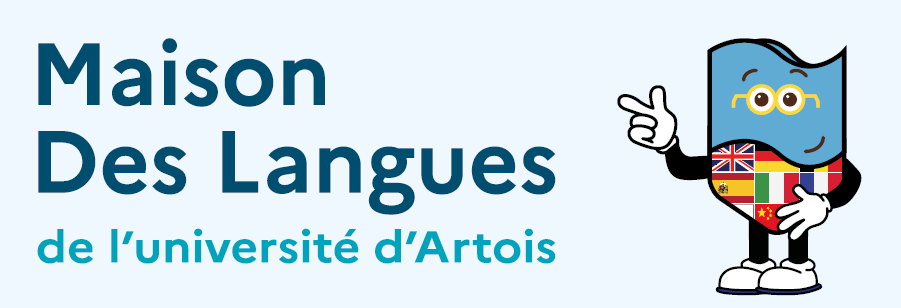 Maison
Des Langues
de l’université d’Artois